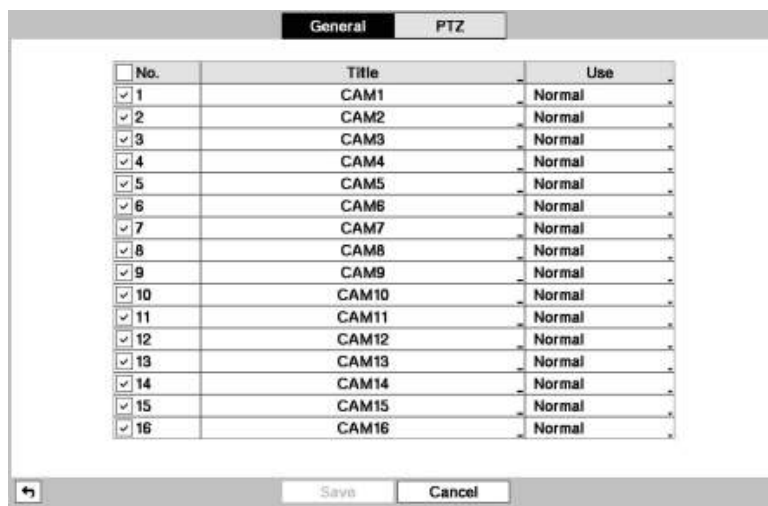 General PTZ
No. Title Use
1 CAM1 Normal
2 CAM2 Normal
3 CAM3 Normal
4 CAM4 Normal
5 CAM5 Normal
6 CAM6 Normal
7 CAM7 Normal
8 CAM8 Normal
9 CAM9 Normal
10 CAM10 Normal
11 CAM11 Normal
12 CAM12 Normal
13 CAM13 Normal
14 CAM14 Normal
15 CAM15 Normal
16 CAM16 Normal
Save Cancel